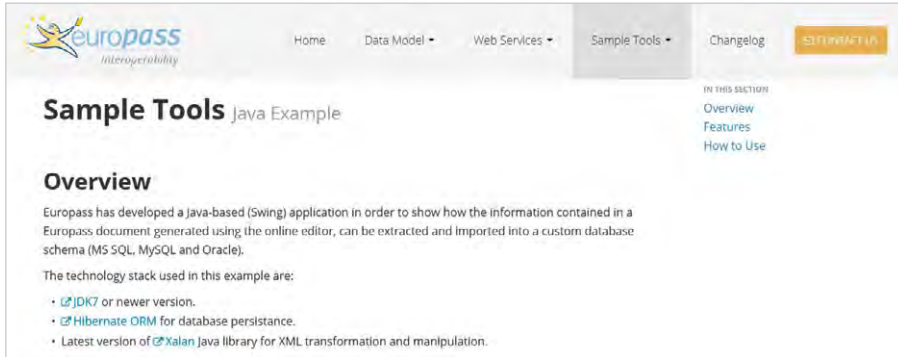 europass
Interoperability
Home Data Model Web Services Sample Tools Changelog CONTACT US
IN THIS SECTION
Overview
Features
How to Use
Sample Tools Java Example
Overview
Europass has developed a Java-based (Swing) application in order to show how the information contained in a
Europass document generated using the online editor, can be extracted and imported into a custom database
schema (MS SQL, MySQL and Oracle).
The technology stack used in this example are:
• JDK7 or newer version.
• Hibernate ORM for database persistance.
• Latest version of Xalan Java library for XML transformation and manipulation.